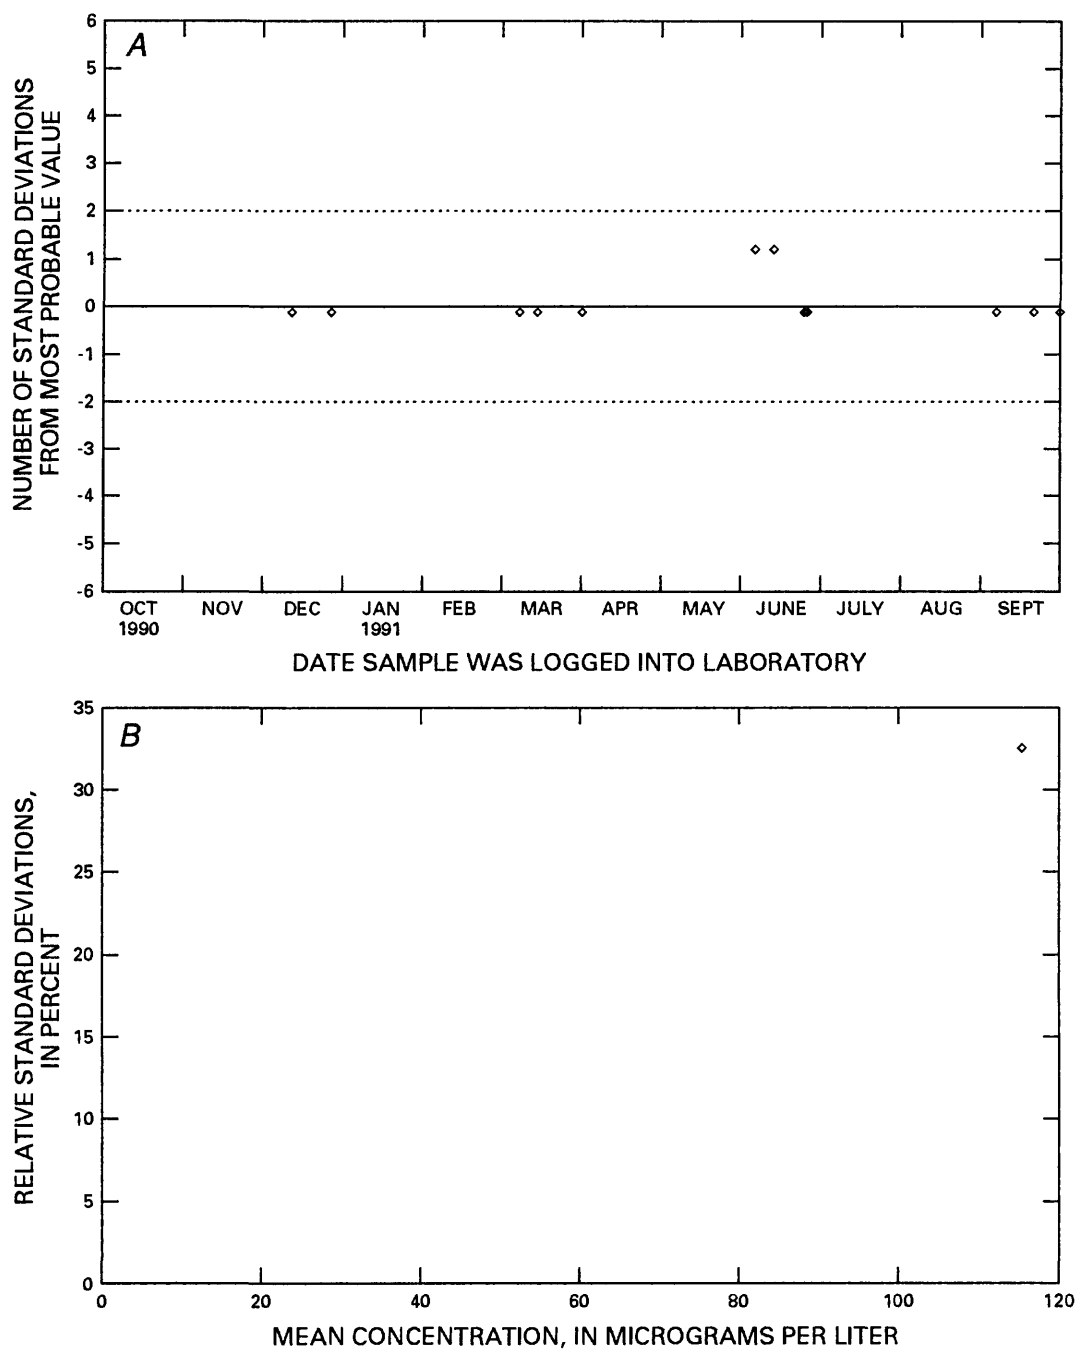 A
6
5
4
3
2
1
0
-1
-2
-3
-4
-5
-6
NUMBER OF STANDARD DEVIATIONS
FROM MOST PROBABLE VALUE
OCT NOV DEC JAN FEB MAR APR MAY JUNE JULY AUG SEPT
1990 1991
DATE SAMPLE WAS LOGGED INTO LABORATORY
B
35
30
25
20
15
10
5
0
RELATIVE STANDARD DEVIATIONS,
IN PERCENT
0 20 40 60 80 100 120
MEAN CONCENTRATION, IN MICROGRAMS PER LITER